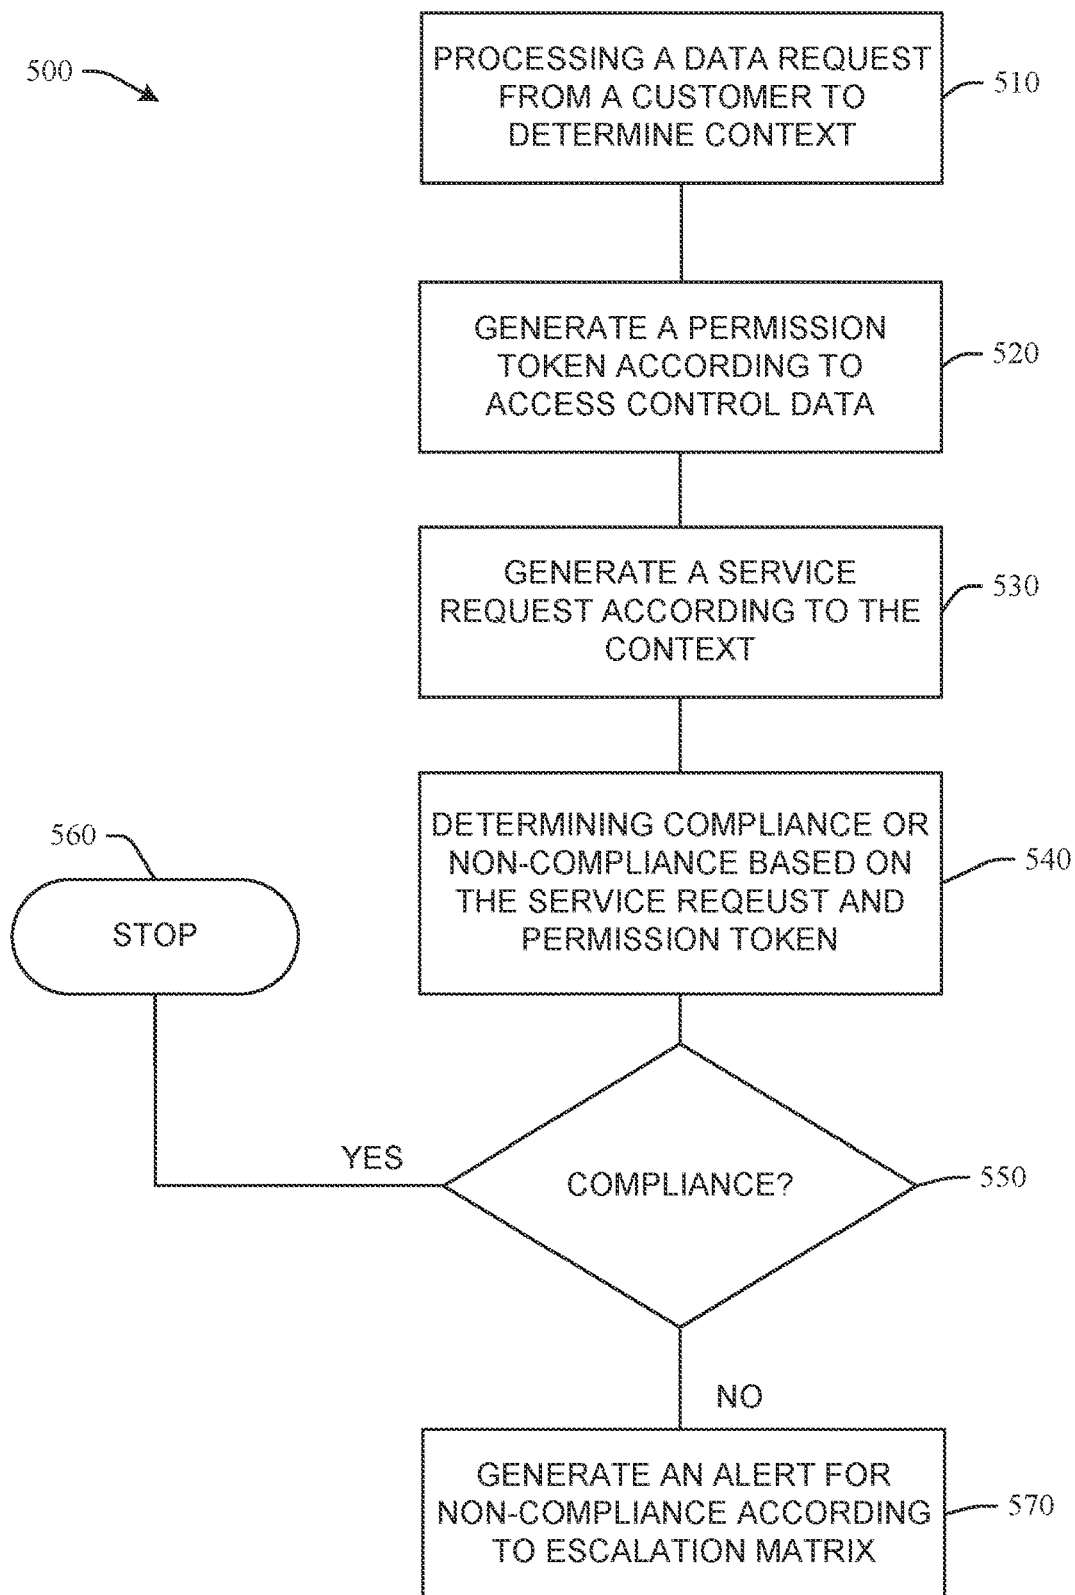 500
PROCESSING A DATA REQUEST
FROM A CUSTOMER TO
DETERMINE CONTEXT
510
GENERATE A PERMISSION
TOKEN ACCORDING TO
ACCESS CONTROL DATA
520
GENERATE A SERVICE
REQUEST ACCORDING TO THE
CONTEXT
530
DETERMINING COMPLIANCE OR
NON-COMPLIANCE BASED ON
THE SERVICE REQEUST AND
PERMISSION TOKEN
540
560
STOP
YES
COMPLIANCE?
550
NO
GENERATE AN ALERT FOR
NON-COMPLIANCE ACCORDING
TO ESCALATION MATRIX
570